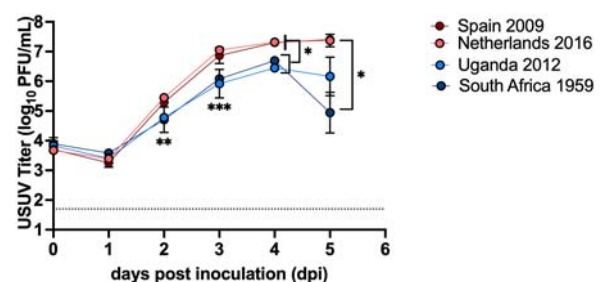 8
7
6
5
4
3
2
1
0 1 2 3 4 5 6
USUV Titer (log10 PFU/mL)
days post inoculation (dpi)
**
***
*
*
Spain 2009
Netherlands 2016
Uganda 2012
South Africa 1959